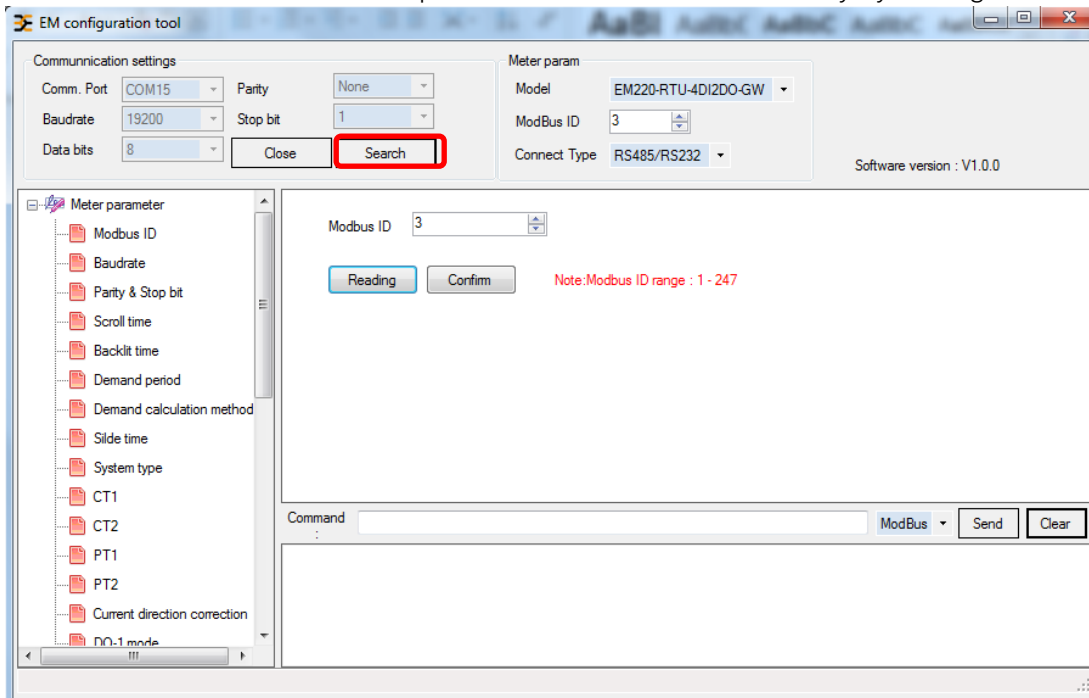 EM configuration tool
Communnication settings
Comm. Port COM15 Parity None
Baudrate 19200 Stop bit 1
Data bits 8 Close Search
Meter param
Model EM220-RTU-4DI2DO-GW
ModBus ID 3
Connect Type RS485/RS232
Software version : V1.0.0
Meter parameter
Modbus ID
Baudrate
Parity & Stop bit
Scroll time
Backlit time
Demand period
Demand calculation method
Silde time
System type
CT1
CT2
PT1
PT2
Current direction correction
DO-1 mode
Modbus ID 3
Reading Confirm Note:Modbus ID range : 1 - 247
Command : ModBus Send Clear